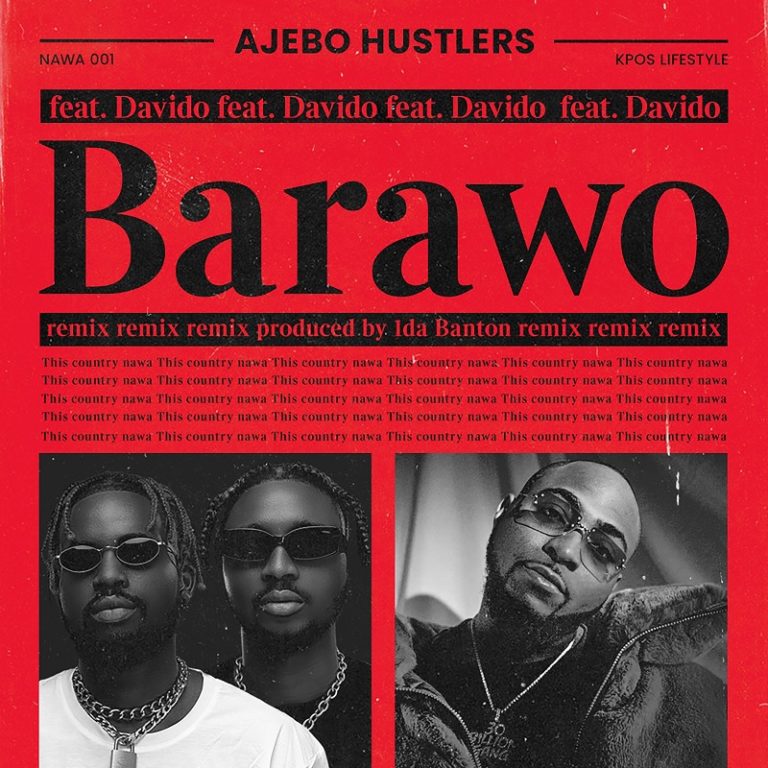 AJEBO HUSTLERS
NAWA 001
KPOS LIFESTYLE
feat. Davido feat. Davido feat. Davido feat. Davido
Barawo
remix remix remix produced by 1da Banton remix remix remix
This country nawa This country nawa This country nawa This country nawa This country nawa This country nawa
This country nawa This country nawa This country nawa This country nawa This country nawa This country nawa
This country nawa This country nawa This country nawa This country nawa This country nawa This country nawa
This country nawa This country nawa This country nawa This country nawa This country nawa This country nawa
This country nawa This country nawa This country nawa This country nawa This country nawa This country nawa
30
BILLION
GANG